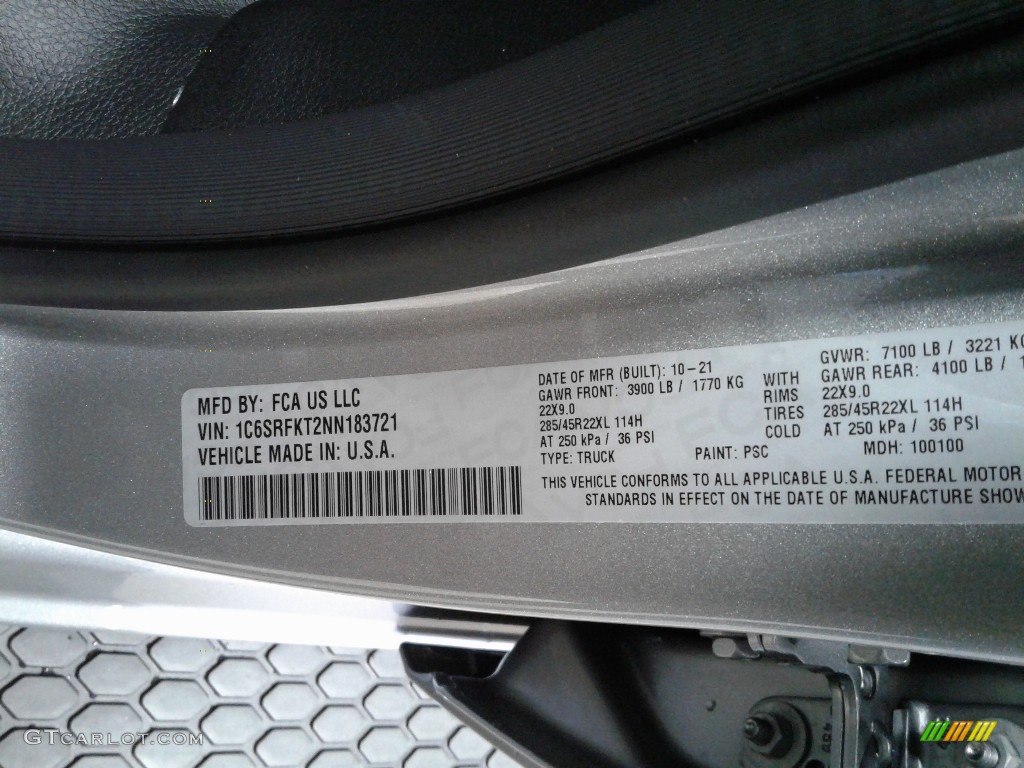 MFD BY: FCA US LLC
VIN: 1C6SRFKT2NN183721
VEHICLE MADE IN: U.S.A.
DATE OF MFR (BUILT): 10-21
GAWR FRONT: 3900 LB / 1770 KG
22X9.0
285/45R22XL 114H
AT 250 kPa / 36 PSI
TYPE: TRUCK
PAINT: PSC
WITH
RIMS
TIRES
COLD
GVWR: 7100 LB / 3221 KG
GAWR REAR: 4100 LB / 1
22X9.0
285/45R22XL 114H
AT 250 kPa / 36 PSI
MDH: 100100
THIS VEHICLE CONFORMS TO ALL APPLICABLE U.S.A. FEDERAL MOTOR
STANDARDS IN EFFECT ON THE DATE OF MANUFACTURE SHOW
GTCARLOT.COM